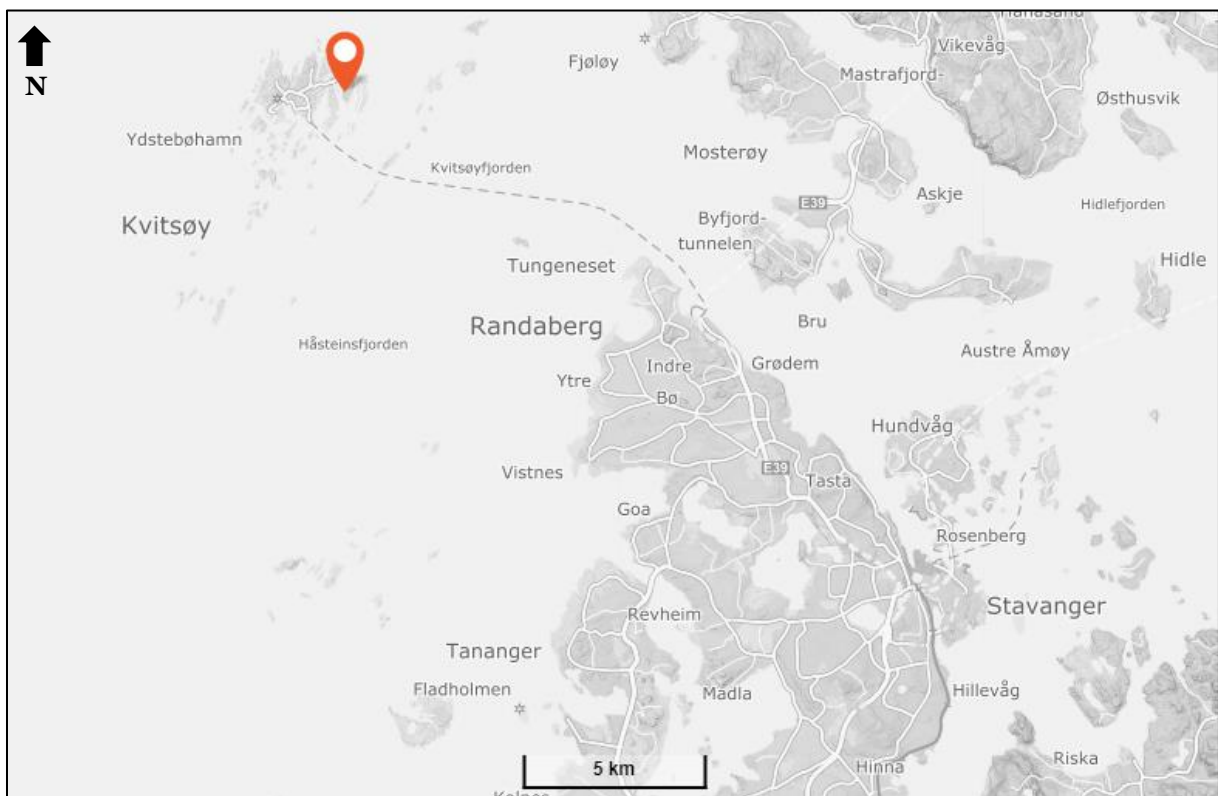 Hanasand
Vikevåg
N
Fjøløy
Mastrafjord-
Østhusvik
Ydstebøhamn
Mosterøy
Kvitsøyfjorden
Askje
E39
Hidlefjorden
Kvitsøy
Byfjord-
tunnelen
Tungeneset
Hidle
Randaberg
Bru
Håsteinsfjorden
Austre Åmøy
Indre
Grødem
Ytre
Bø
Hundvåg
Vistnes
E39
Tasta
Goa
Rosenberg
Stavanger
Revheim
Tananger
Fladholmen
Madla
Hillevåg
Riska
5 km
Hinna